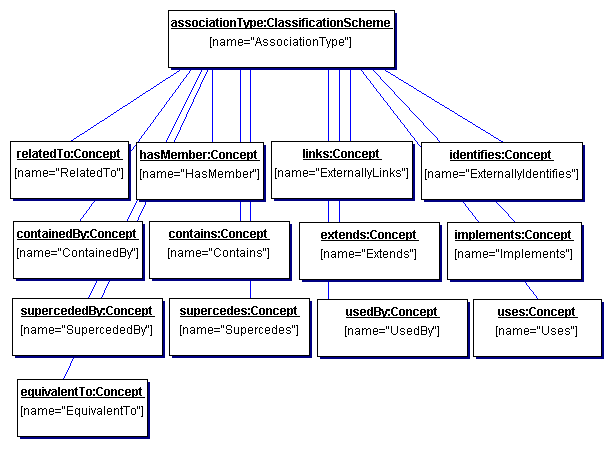 associationType:ClassificationScheme
[name="AssociationType"]
relatedTo:Concept
[name="RelatedTo"]
hasMember:Concept
[name="HasMember"]
links:Concept
[name="ExternallyLinks"]
identifies:Concept
[name="ExternallyIdentifies"]
containedBy:Concept
[name="ContainedBy"]
contains:Concept
[name="Contains"]
extends:Concept
[name="Extends"]
implements:Concept
[name="Implements"]
supercededBy:Concept
[name="SupercededBy"]
supercedes:Concept
[name="Supercedes"]
usedBy:Concept
[name="UsedBy"]
uses:Concept
[name="Uses"]
equivalentTo:Concept
[name="EquivalentTo"]